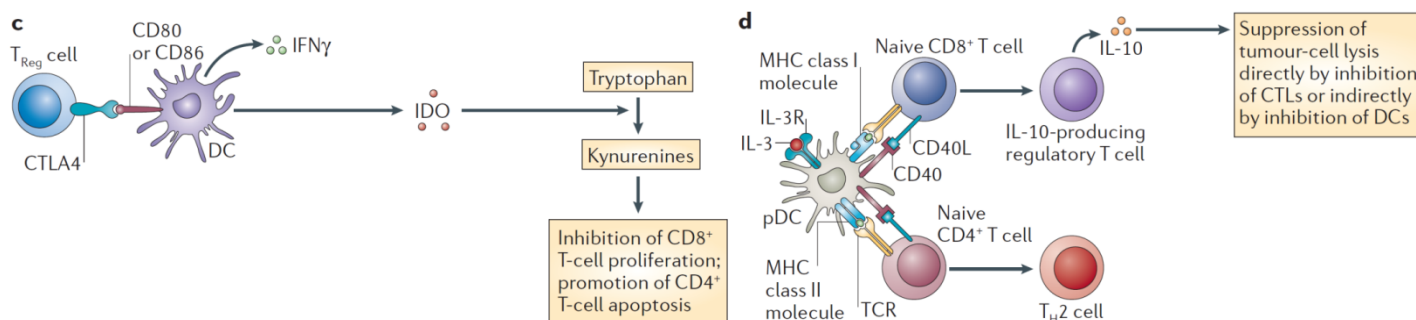 c
T_Reg cell
CD80
or CD86
IFNγ
CTLA4
DC
IDO
Tryptophan
Kynurenines
Inhibition of CD8⁺
T-cell proliferation;
promotion of CD4⁺
T-cell apoptosis
d
MHC class I
molecule
Naive CD8⁺ T cell
IL-10
Suppression of
tumour-cell lysis
directly by inhibition
of CTLs or indirectly
by inhibition of DCs
IL-3R
IL-3
CD40L
CD40
IL-10-producing
regulatory T cell
pDC
Naive
CD4⁺ T cell
MHC
class II
molecule
TCR
T_H2 cell